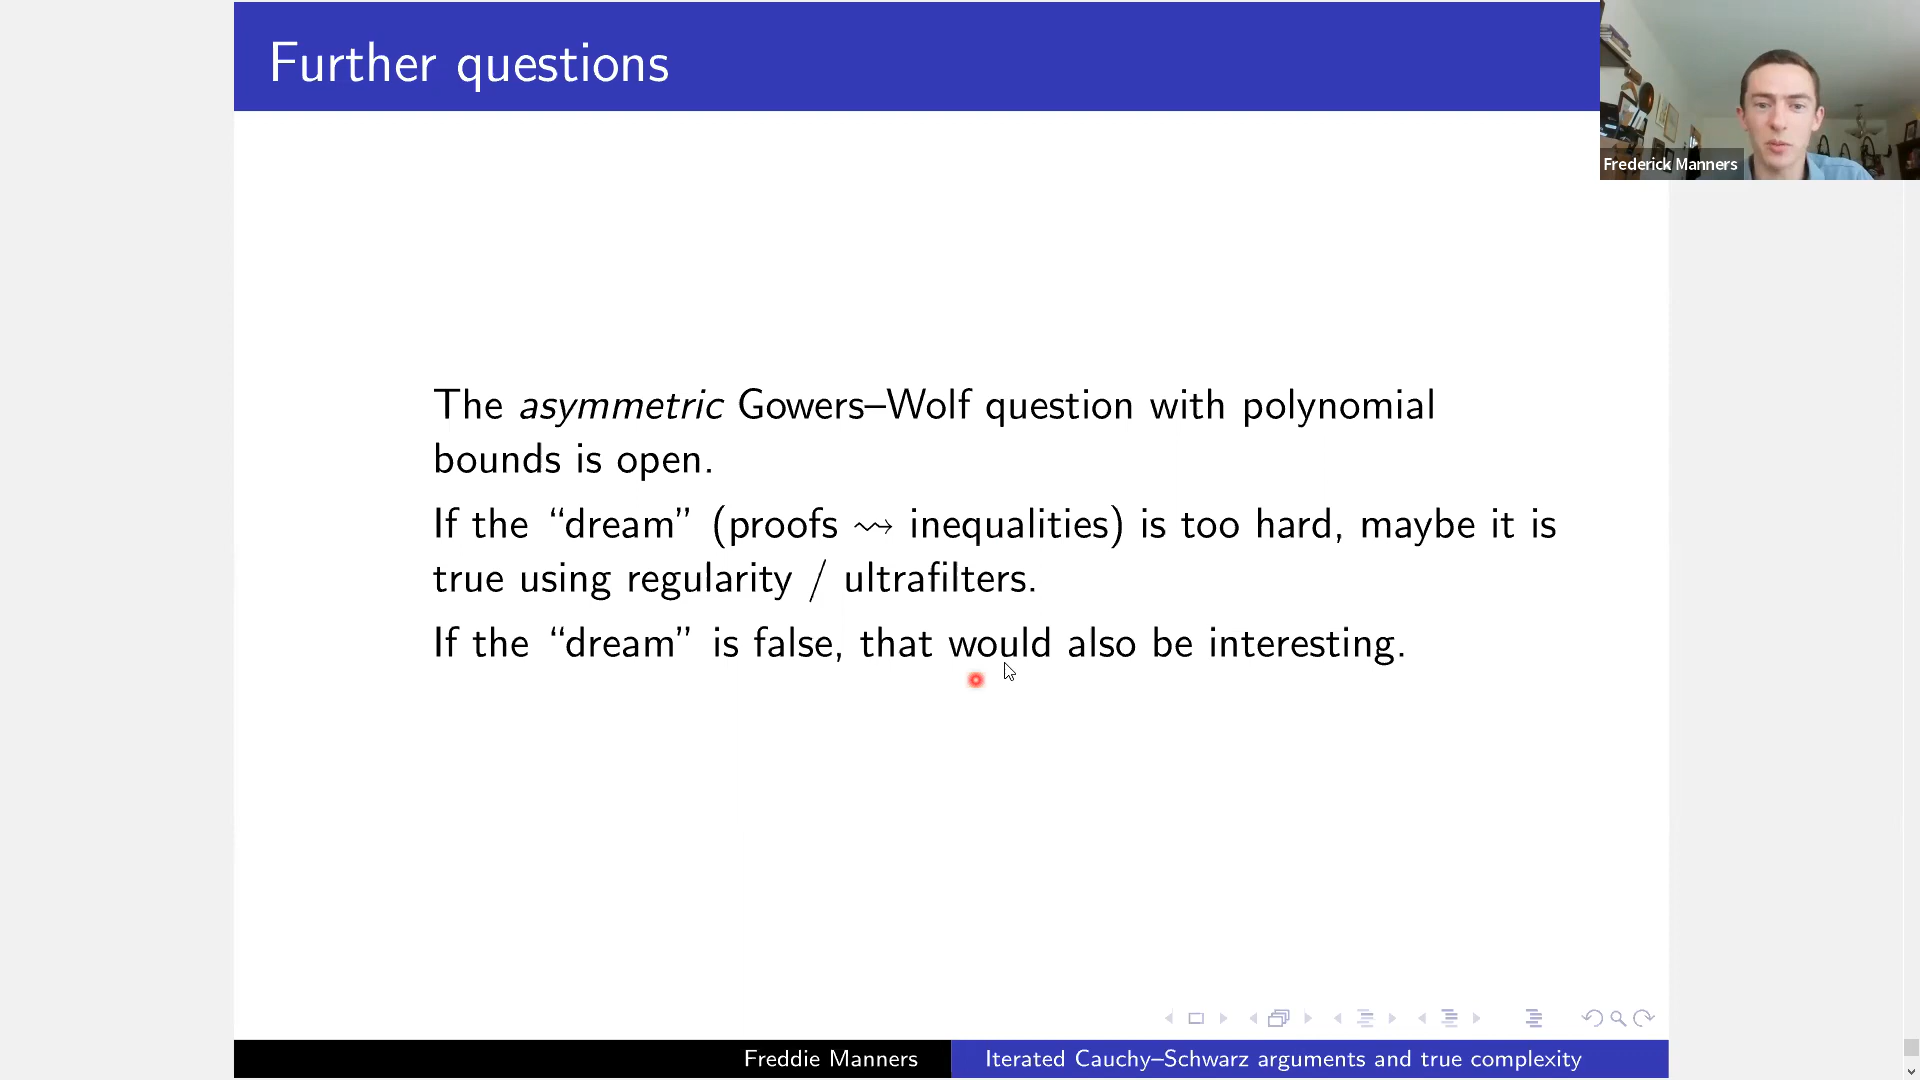 Further questions
Frederick Manners
The asymmetric Gowers–Wolf question with polynomial
bounds is open.
If the “dream” (proofs ⇝ inequalities) is too hard, maybe it is
true using regularity / ultrafilters.
If the “dream” is false, that would also be interesting.
Freddie Manners
Iterated Cauchy–Schwarz arguments and true complexity